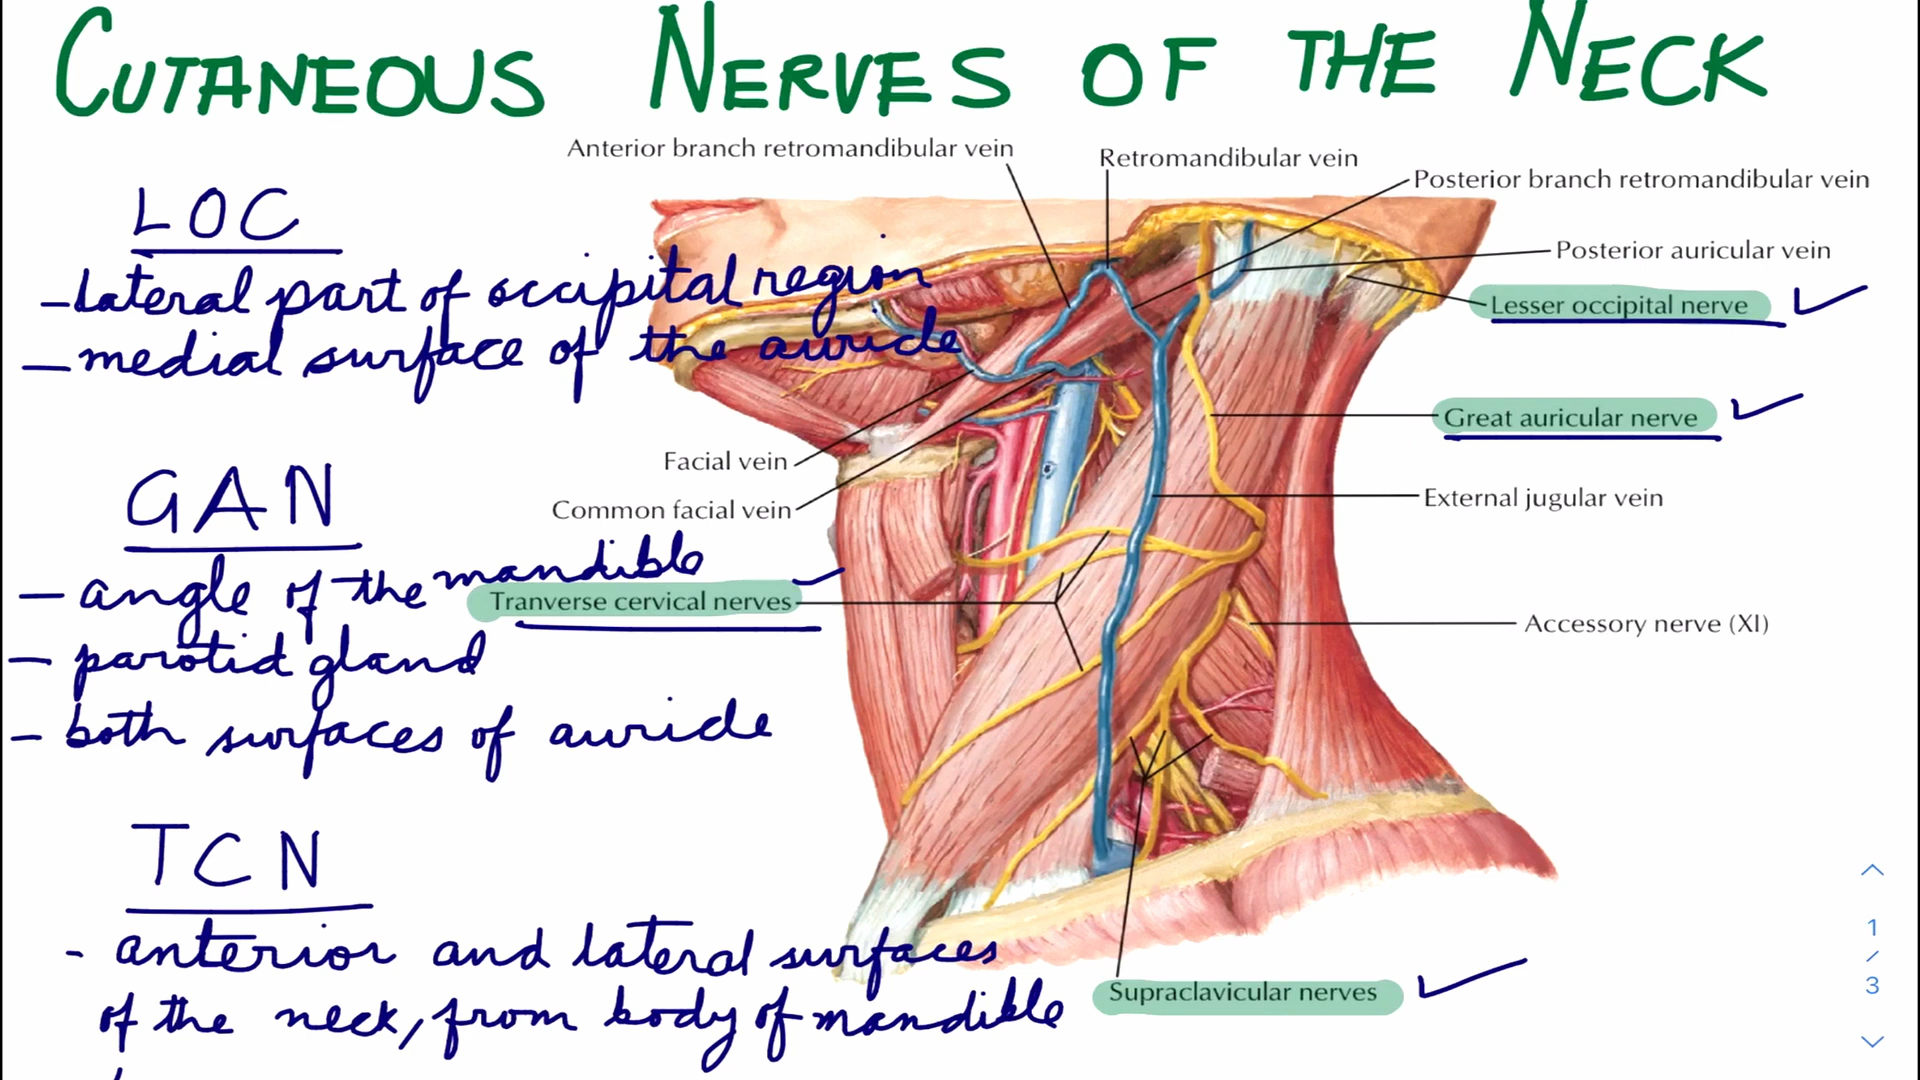 CUTANEOUS NERVES OF THE NECK
Anterior branch retromandibular vein
Retromandibular vein
Posterior branch retromandibular vein
Posterior auricular vein
Lesser occipital nerve
Great auricular nerve
External jugular vein
Accessory nerve (XI)
Supraclavicular nerves
Facial vein
Common facial vein
Tranverse cervical nerves
LOC
- lateral part of occipital region
- medial surface of the auricle
GAN
- angle of the mandible
- parotid gland
- both surfaces of auricle
TCN
- anterior and lateral surfaces
of the neck, from body of mandible
1
/
3